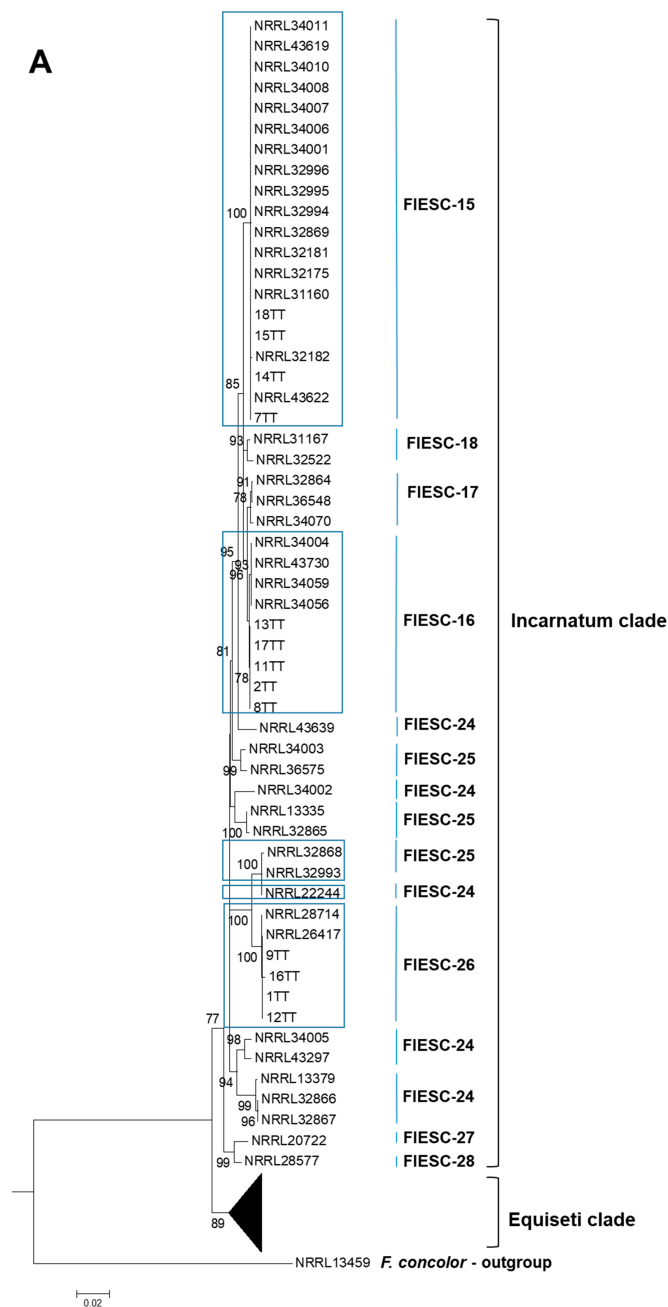 A
NRRL34011
NRRL43619
NRRL34010
NRRL34008
NRRL34007
NRRL34006
NRRL34001
NRRL32996
NRRL32995
FIESC-15
100 NRRL32994
NRRL32869
NRRL32181
NRRL32175
NRRL31160
18TT
15TT
NRRL32182
14TT
85
NRRL43622
7TT
93 NRRL31167 FIESC-18
NRRL32522
91 NRRL32864
78 NRRL36548 FIESC-17
NRRL34070
NRRL34004
95
93 NRRL43730
96 NRRL34059
NRRL34056
13TT FIESC-16 Incarnatum clade
17TT
81
11TT
78 2TT
8TT
NRRL43639 FIESC-24
NRRL34003 FIESC-25
99 NRRL36575
NRRL34002 FIESC-24
NRRL13335 FIESC-25
100 NRRL32865
NRRL32868 FIESC-25
100 NRRL32993
NRRL22244 FIESC-24
NRRL28714
100
NRRL26417
100 9TT FIESC-26
16TT
1TT
12TT
77
98 NRRL34005 FIESC-24
NRRL43297
94 NRRL13379
99 NRRL32866 FIESC-24
96 NRRL32867
NRRL20722 FIESC-27
99 NRRL28577 FIESC-28
89 Equiseti clade
NRRL13459 F. concolor - outgroup
0.02